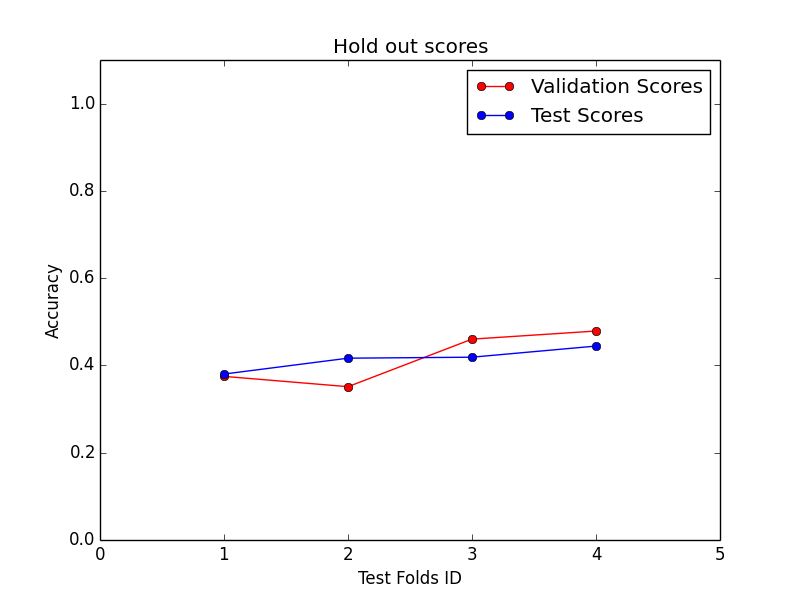 Hold out scores
Validation Scores
Test Scores
1.0
0.8
0.6
0.4
0.2
0.0
Accuracy
0 1 2 3 4 5
Test Folds ID